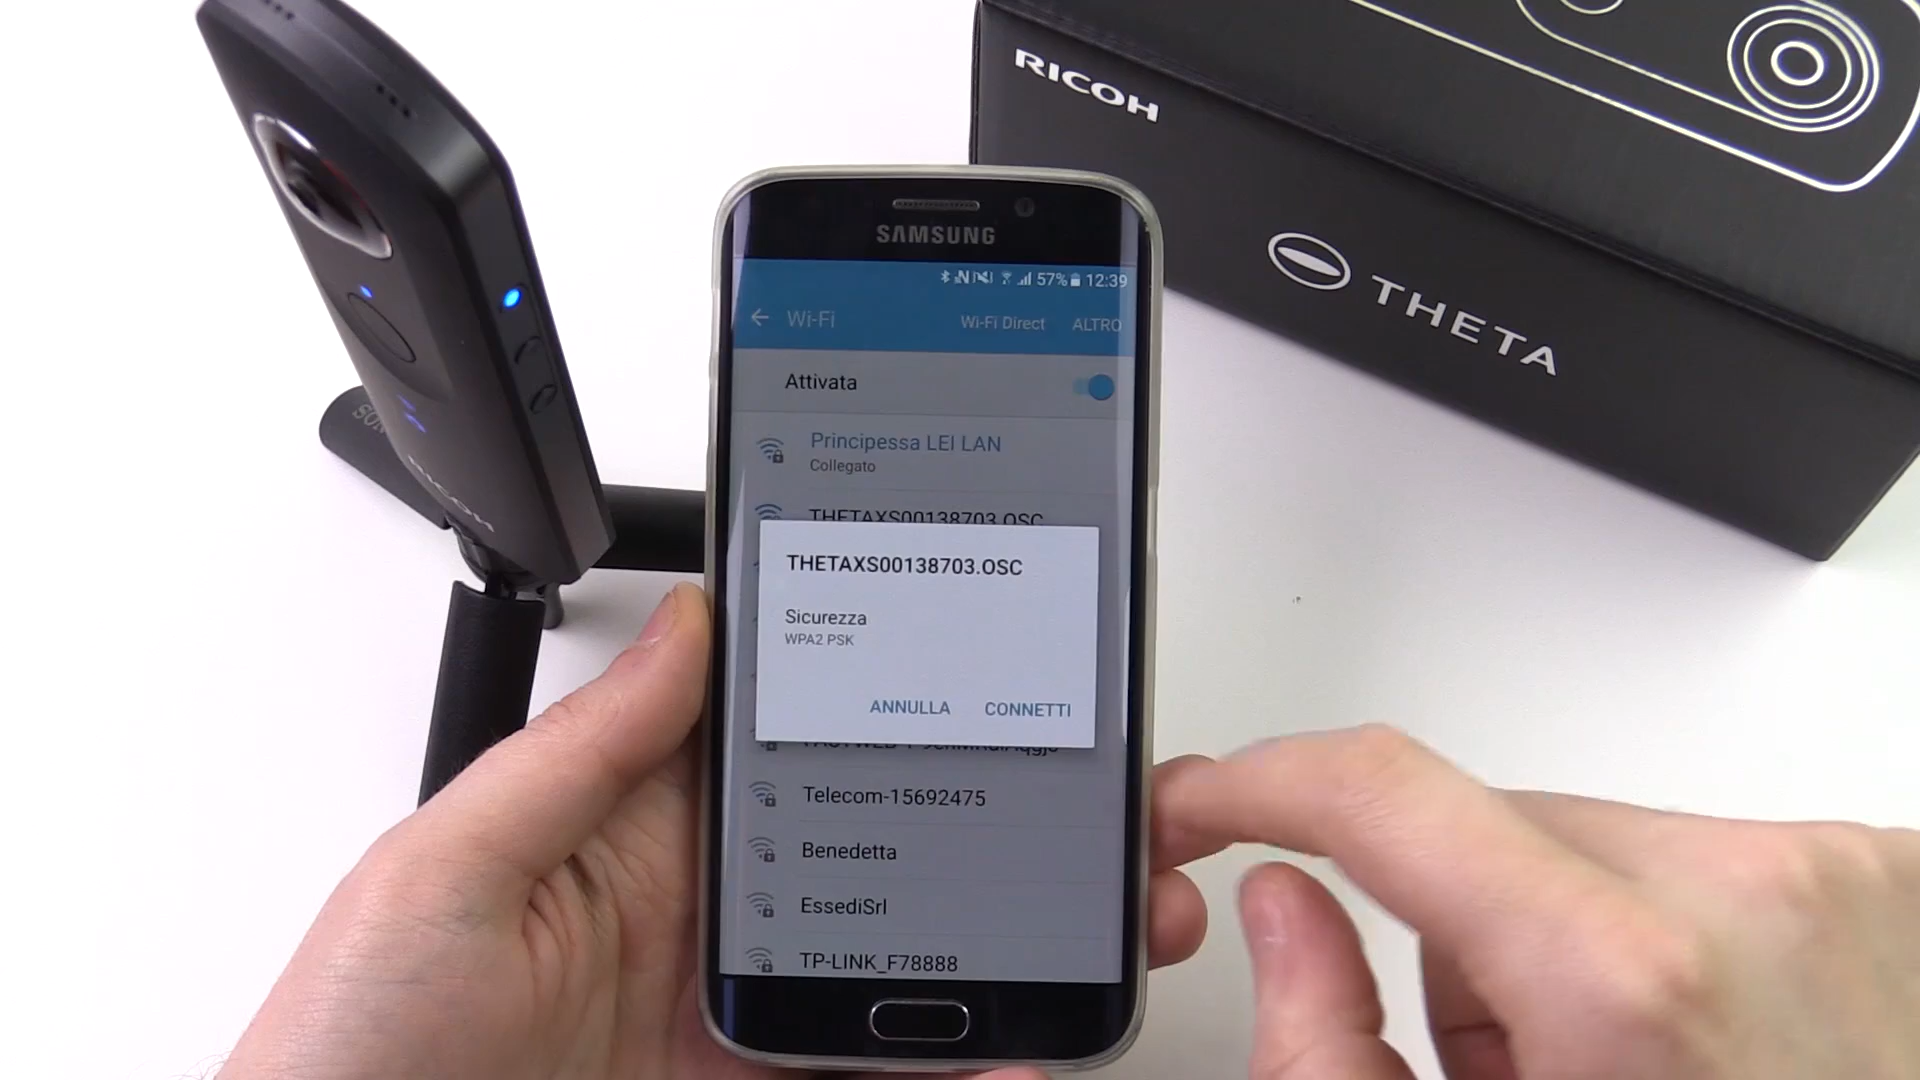 RICOH
THETA
SAMSUNG
57% 12:39
Wi-Fi
Wi-Fi Direct
ALTRO
Attivata
Principessa LEI LAN
Collegato
THETAXS00138703.OSC
THETAXS00138703.OSC
Sicurezza
WPA2 PSK
ANNULLA
CONNETTI
Telecom-15692475
Benedetta
EssediSrl
TP-LINK_F78888
RICOH